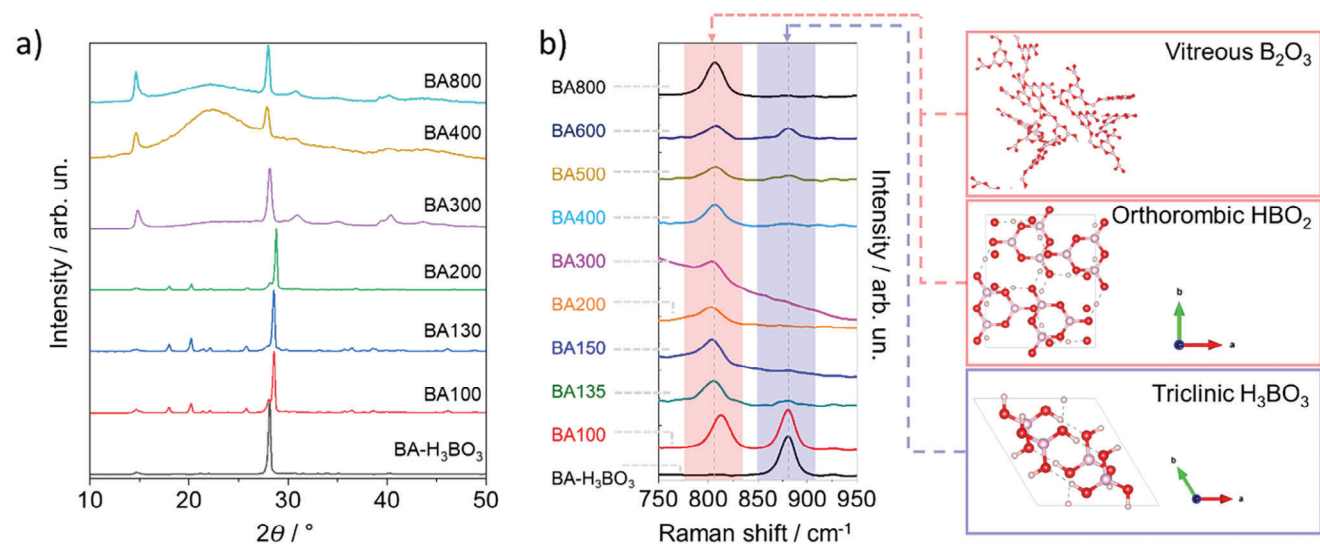 a)
BA800
BA400
BA300
BA200
BA130
BA100
BA-H₃BO₃
Intensity / arb. un.
10 20 30 40 50
2θ / °
b)
BA800
BA600
BA500
BA400
BA300
BA200
BA150
BA135
BA100
BA-H₃BO₃
750 800 850 900 950
Raman shift / cm⁻¹
Intensity / arb. un.
Vitreous B₂O₃
Orthorombic HBO₂
b
a
Triclinic H₃BO₃
b
a